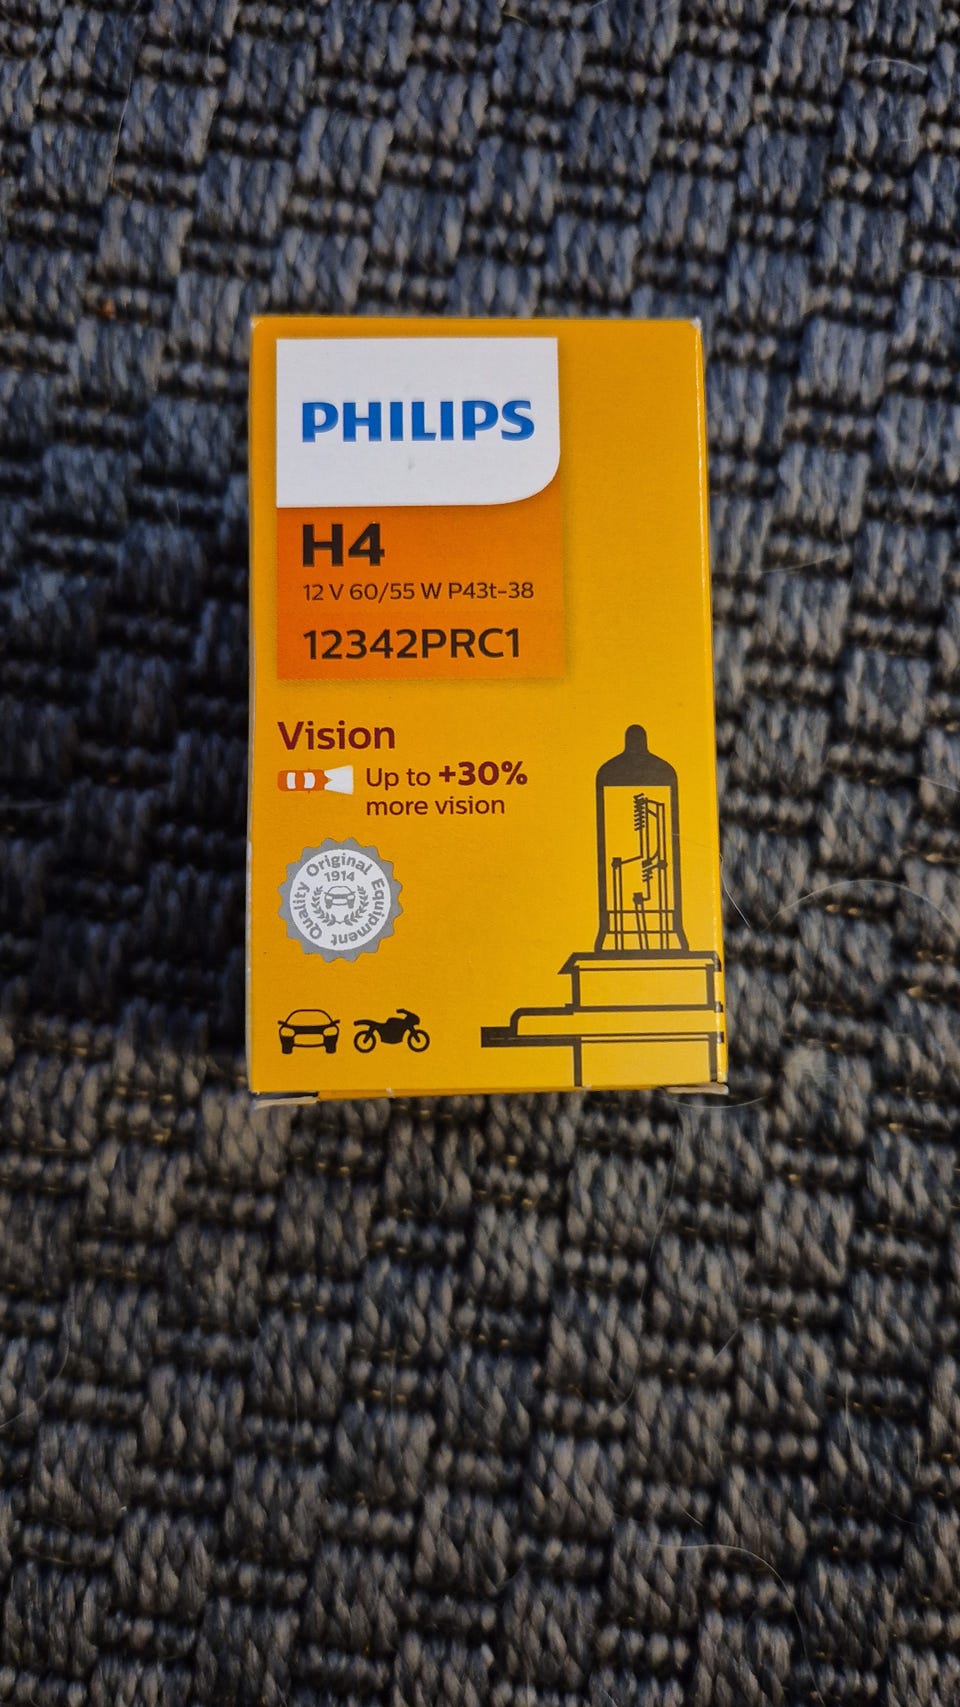 PHILIPS
H4
12 V 60/55 W P43t-38
12342PRC1
Vision
Up to +30%
more vision
Quality Original Equipment
1914